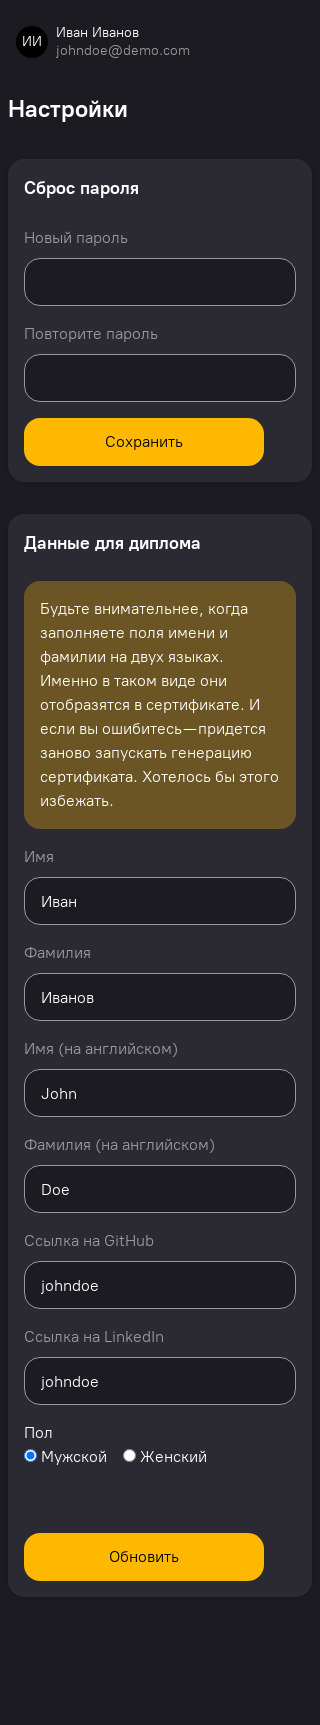 ИИ
Иван Иванов
johndoe@demo.com
Настройки
Сброс пароля
Новый пароль
Повторите пароль
Сохранить
Данные для диплома
Будьте внимательнее, когда
заполняете поля имени и
фамилии на двух языках.
Именно в таком виде они
отобразятся в сертификате. И
если вы ошибитесь — придется
заново запускать генерацию
сертификата. Хотелось бы этого
избежать.
Имя
Иван
Фамилия
Иванов
Имя (на английском)
John
Фамилия (на английском)
Doe
Ссылка на GitHub
johndoe
Ссылка на LinkedIn
johndoe
Пол
Мужской Женский
Обновить